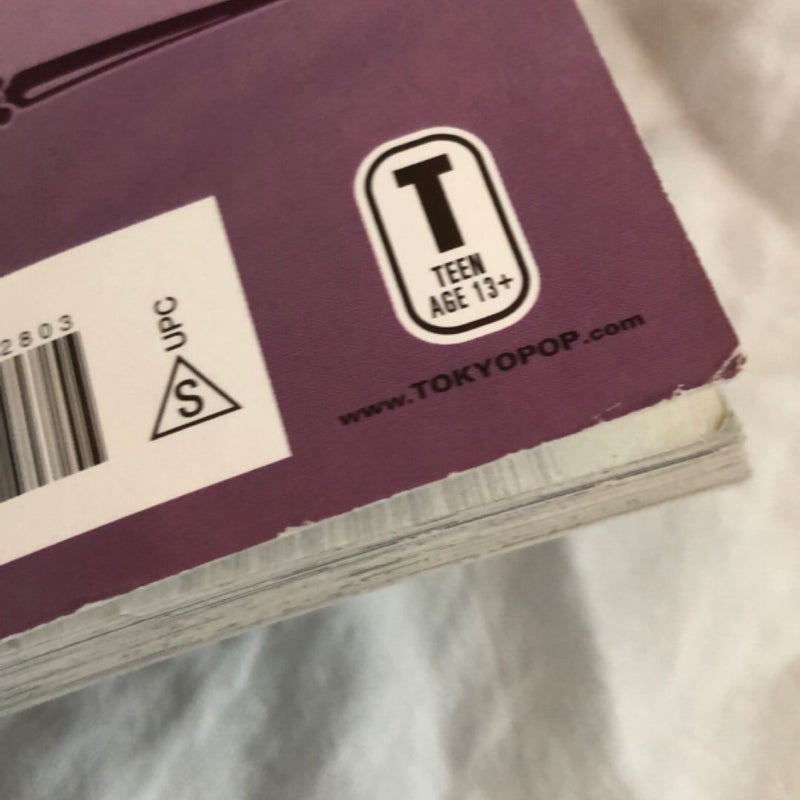 T
TEEN
AGE 13+
www.TOKYOPOP.com
2803
UPC
S